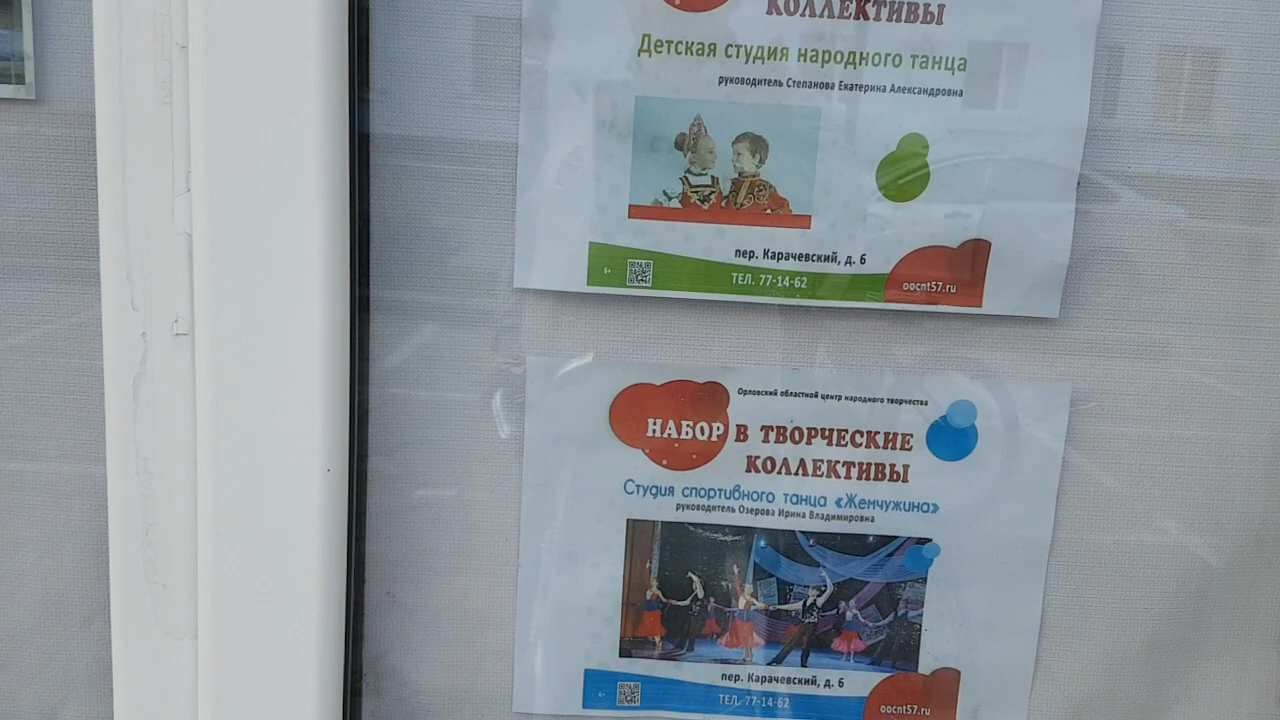 КОЛЛЕКТИВЫ
Детская студия народного танца
руководитель Степанова Екатерина Александровна
пер. Карачевский, д. 6
6+
ТЕЛ. 77-14-62
oocnt57.ru
Орловский областной центр народного творчества
НАБОР В ТВОРЧЕСКИЕ
КОЛЛЕКТИВЫ
Студия спортивного танца «Жемчужина»
руководитель Озерова Ирина Владимировна
пер. Карачевский, д. 6
6+
ТЕЛ. 77-14-62
oocnt57.ru